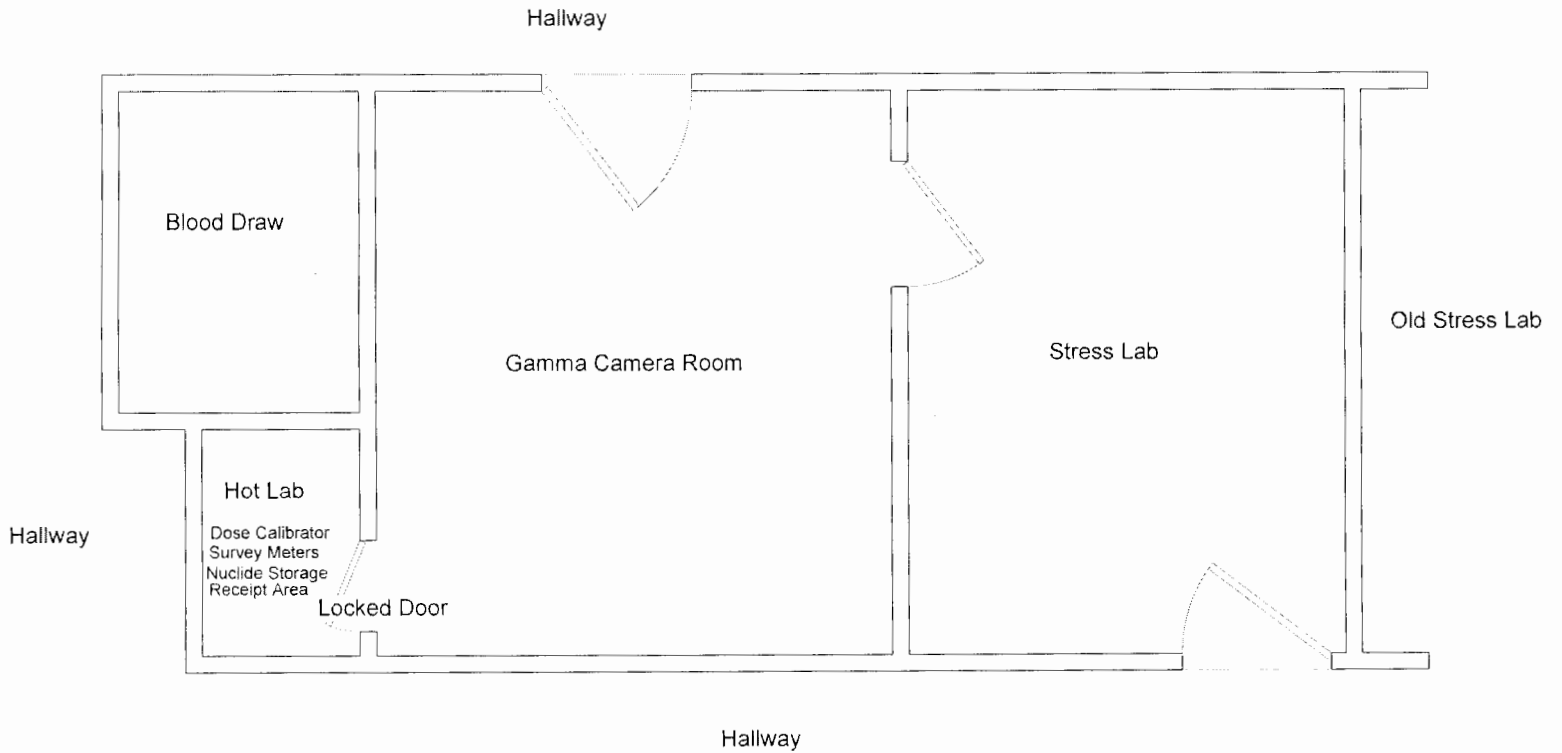 Hallway
Blood Draw
Gamma Camera Room
Stress Lab
Old Stress Lab
Hallway
Hot Lab
Dose Calibrator
Survey Meters
Nuclide Storage
Receipt Area
Locked Door
Hallway